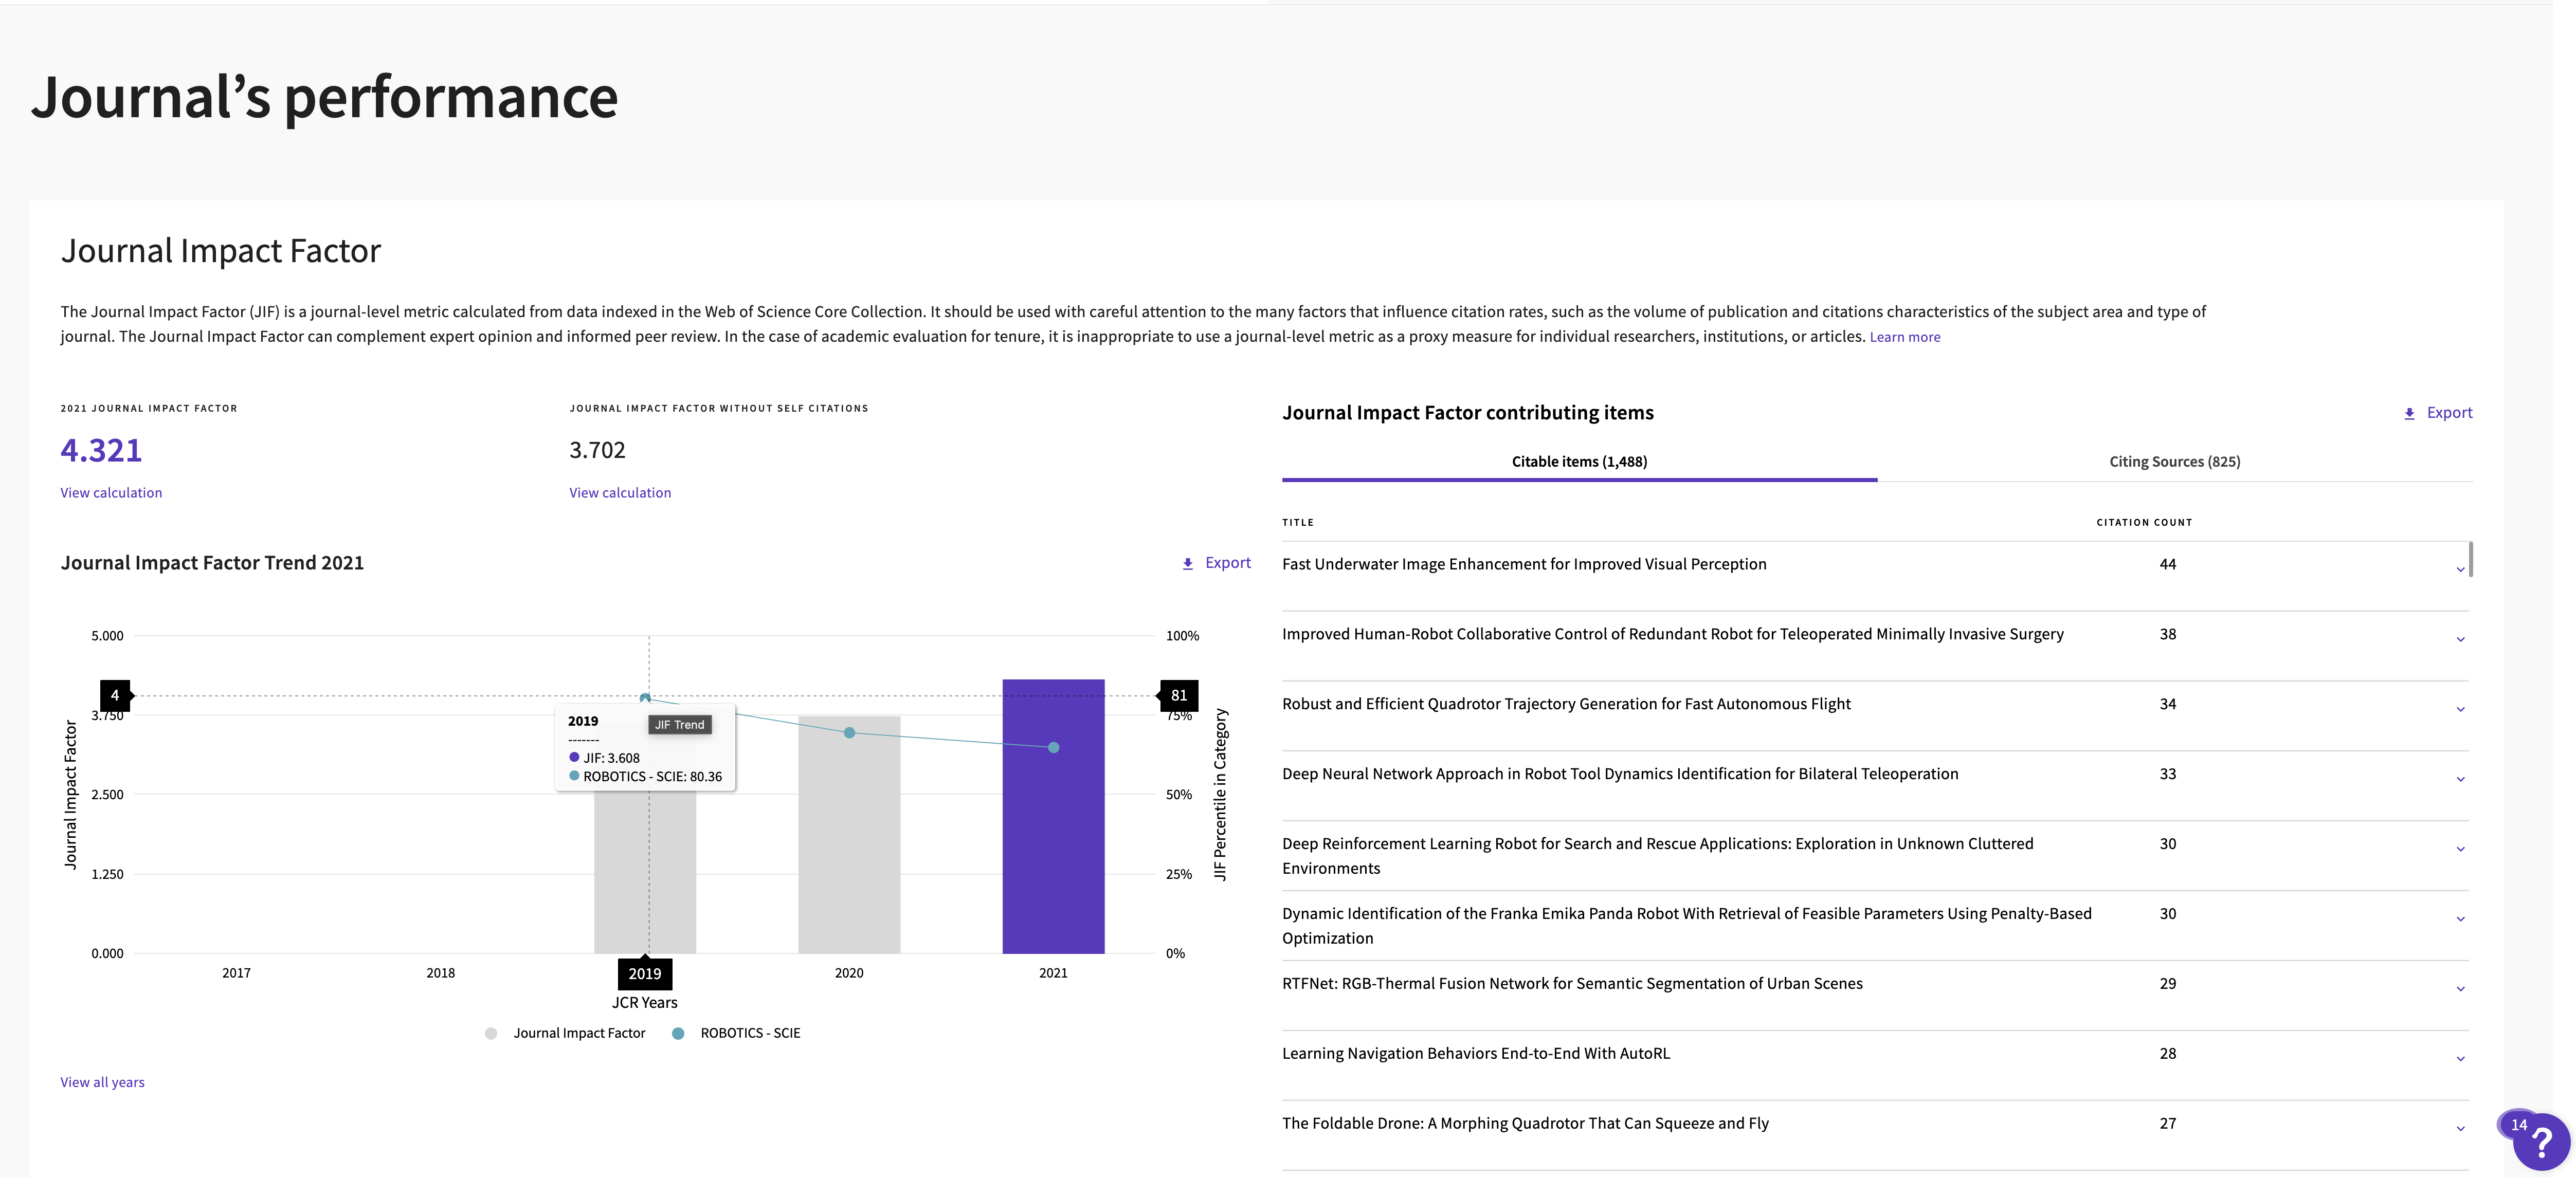 Journal’s performance
Journal Impact Factor
The Journal Impact Factor (JIF) is a journal-level metric calculated from data indexed in the Web of Science Core Collection. It should be used with careful attention to the many factors that influence citation rates, such as the volume of publication and citations characteristics of the subject area and type of
journal. The Journal Impact Factor can complement expert opinion and informed peer review. In the case of academic evaluation for tenure, it is inappropriate to use a journal-level metric as a proxy measure for individual researchers, institutions, or articles. Learn more
2021 JOURNAL IMPACT FACTOR
4.321
View calculation
JOURNAL IMPACT FACTOR WITHOUT SELF CITATIONS
3.702
View calculation
Journal Impact Factor Trend 2021
Export
5.000
4
3.750
2.500
1.250
0.000
Journal Impact Factor
100%
81
75%
50%
25%
0%
JIF Percentile in Category
2019
JIF Trend
-------
JIF: 3.608
ROBOTICS - SCIE: 80.36
2017
2018
2019
2020
2021
JCR Years
Journal Impact Factor
ROBOTICS - SCIE
View all years
Journal Impact Factor contributing items
Export
Citable items (1,488)
Citing Sources (825)
TITLE
CITATION COUNT
Fast Underwater Image Enhancement for Improved Visual Perception
44
Improved Human-Robot Collaborative Control of Redundant Robot for Teleoperated Minimally Invasive Surgery
38
Robust and Efficient Quadrotor Trajectory Generation for Fast Autonomous Flight
34
Deep Neural Network Approach in Robot Tool Dynamics Identification for Bilateral Teleoperation
33
Deep Reinforcement Learning Robot for Search and Rescue Applications: Exploration in Unknown Cluttered
Environments
30
Dynamic Identification of the Franka Emika Panda Robot With Retrieval of Feasible Parameters Using Penalty-Based
Optimization
30
RTFNet: RGB-Thermal Fusion Network for Semantic Segmentation of Urban Scenes
29
Learning Navigation Behaviors End-to-End With AutoRL
28
The Foldable Drone: A Morphing Quadrotor That Can Squeeze and Fly
27
14
?